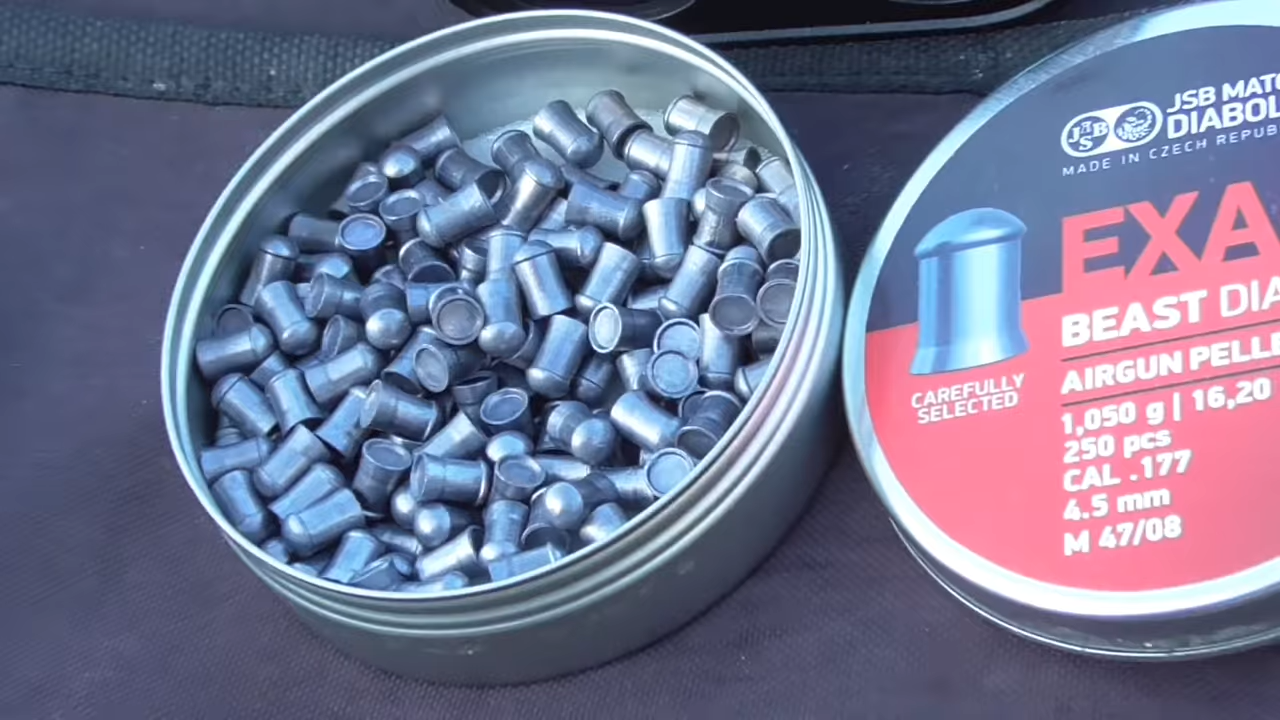 JSB
JSB MATC
DIABOL
MADE IN CZECH REPUB
EXA
BEAST DIA
AIRGUN PELLE
CAREFULLY
SELECTED
1,050 g | 16,20
250 pcs
CAL .177
4.5 mm
M 47/08